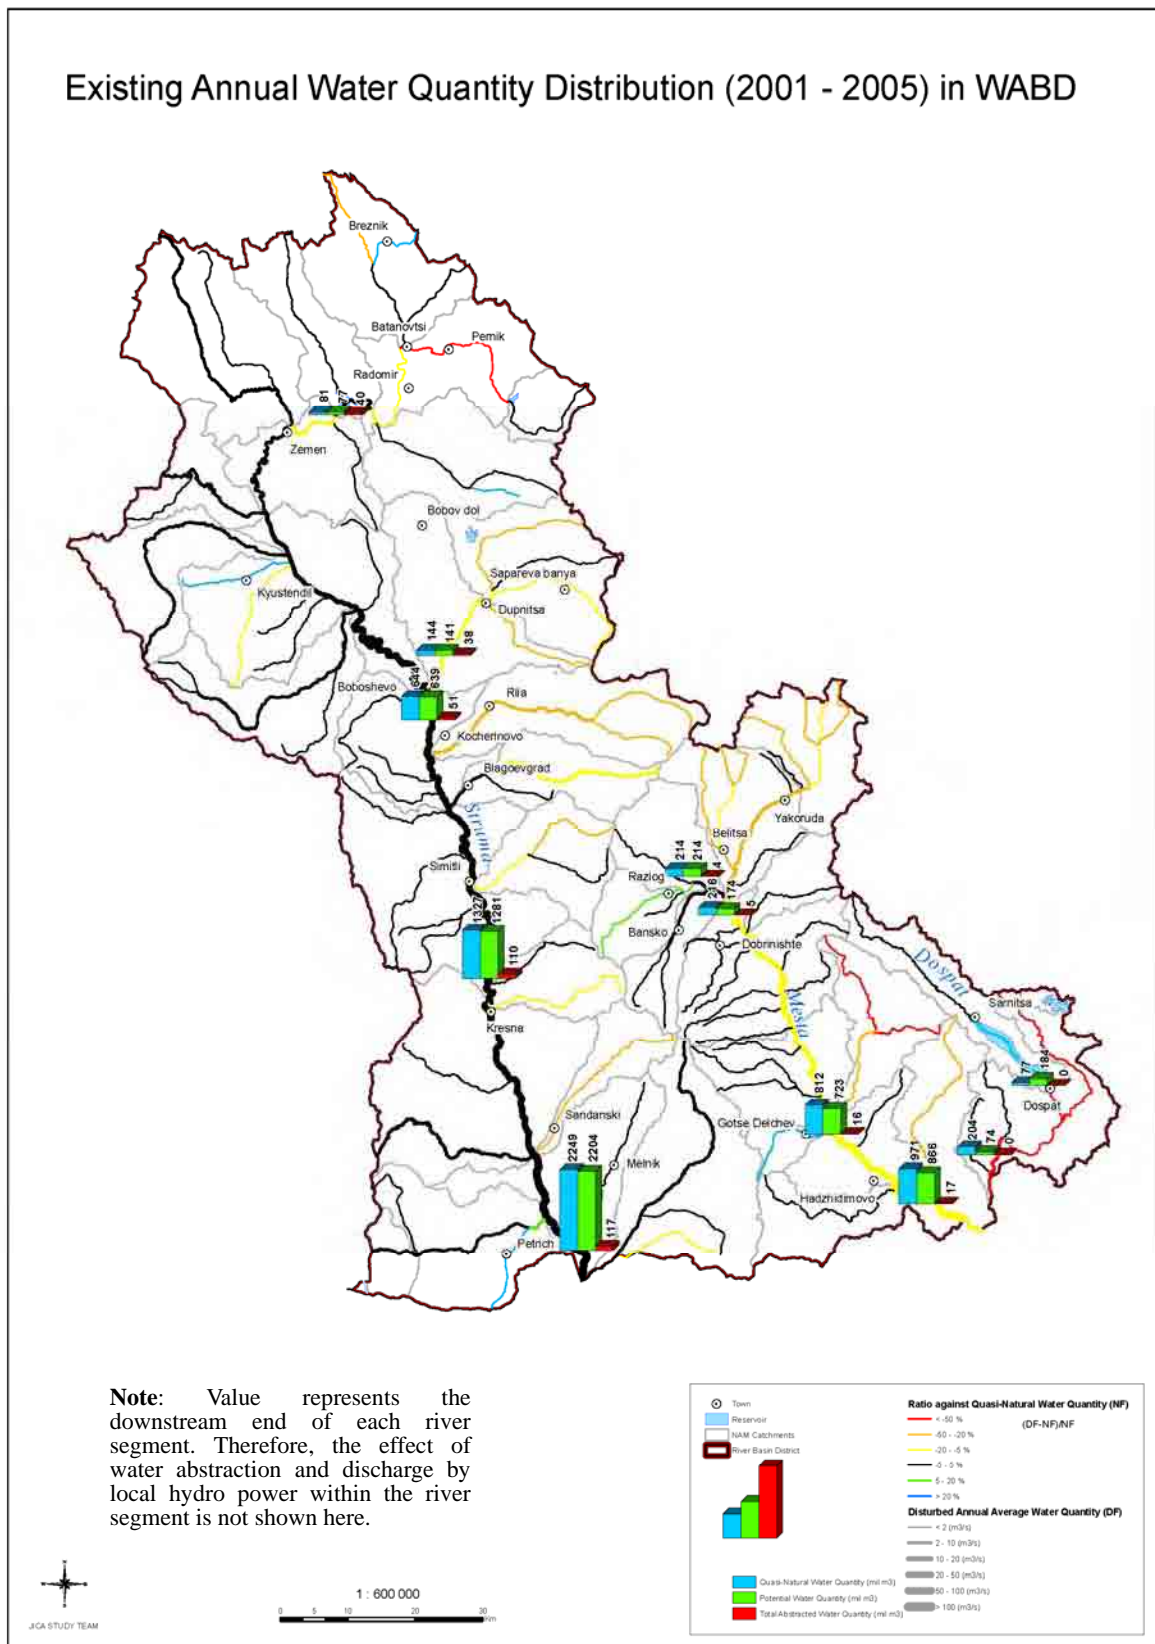 Existing Annual Water Quantity Distribution (2001 - 2005) in WABD
Breznik
Batanovtsi
Pernik
Radomir
81
77
40
Zemen
Bobov dol
Sapareva banya
Kyustendil
Dupnitsa
144
141
38
644
639
51
Boboshevo
Rila
Kocherinovo
Blagoevgrad
Struma
Yakoruda
Belitsa
Simitli
214
214
4
Razlog
216
174
5
Bansko
Dobrinishte
1327
1281
110
Dospat
Sarnitsa
Mesta
Kresna
77
184
0
Dospat
812
723
16
Sandanski
Gotse Delchev
204
74
0
2249
2204
117
Melnik
971
866
17
Hadzhidimovo
Petrich
Note: Value represents the
downstream end of each river
segment. Therefore, the effect of
water abstraction and discharge by
local hydro power within the river
segment is not shown here.
Town
Reservoir
NAM Catchments
River Basin District
Quasi-Natural Water Quantity (mil m3)
Potential Water Quantity (mil m3)
Total Abstracted Water Quantity (mil m3)
Ratio against Quasi-Natural Water Quantity (NF)
(DF-NF)/NF
< -50 %
-50 - -20 %
-20 - -5 %
-5 - 5 %
5 - 20 %
> 20 %
Disturbed Annual Average Water Quantity (DF)
< 2 (m3/s)
2 - 10 (m3/s)
10 - 20 (m3/s)
20 - 50 (m3/s)
50 - 100 (m3/s)
> 100 (m3/s)
N
W
E
S
JICA STUDY TEAM
1 : 600 000
0 5 10 20 30
Km